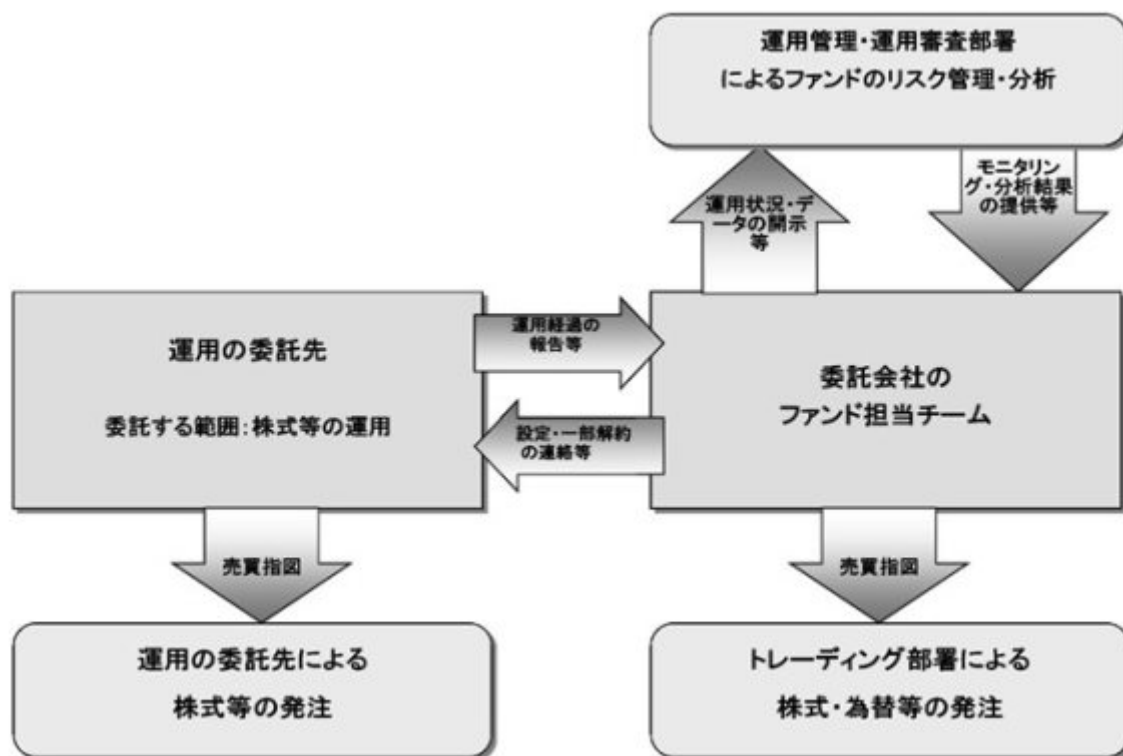 運用管理・運用審査部署
によるファンドのリスク管理・分析
運用状況・デ
ータの開示
等
モニタリン
グ・分析結果
の提供等
運用の委託先
委託する範囲：株式等の運用
運用経過の
報告等
設定・一部解約
の連絡等
委託会社の
ファンド担当チーム
売買指図
売買指図
運用の委託先による
株式等の発注
トレーディング部署による
株式・為替等の発注